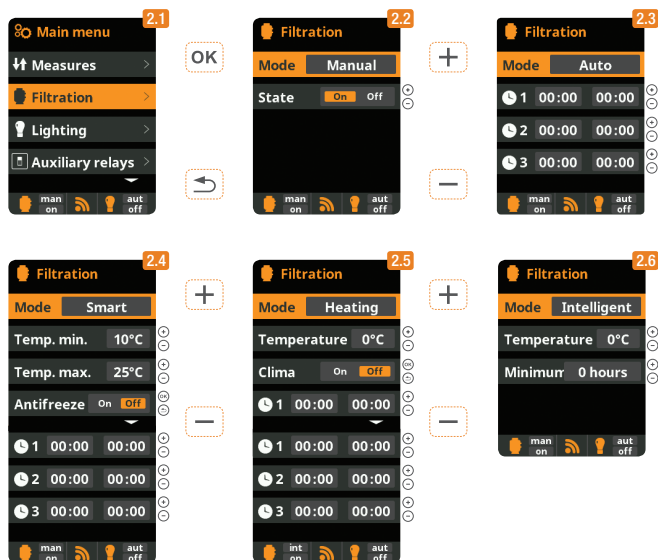 2.1
Main menu
Measures
Filtration
Lighting
Auxiliary relays
man on aut off
OK
2.2
Filtration
Mode Manual
State On Off
man on aut off
2.3
Filtration
Mode Auto
1 00:00 00:00
2 00:00 00:00
3 00:00 00:00
man on aut off
2.4
Filtration
Mode Smart
Temp. min. 10°C
Temp. max. 25°C
Antifreeze On Off
OK
1 00:00 00:00
2 00:00 00:00
3 00:00 00:00
man on aut off
2.5
Filtration
Mode Heating
Temperature 0°C
Clima On Off
OK
1 00:00 00:00
1 00:00 00:00
2 00:00 00:00
3 00:00 00:00
int on aut off
2.6
Filtration
Mode Intelligent
Temperature 0°C
Minimum 0 hours
man on aut off